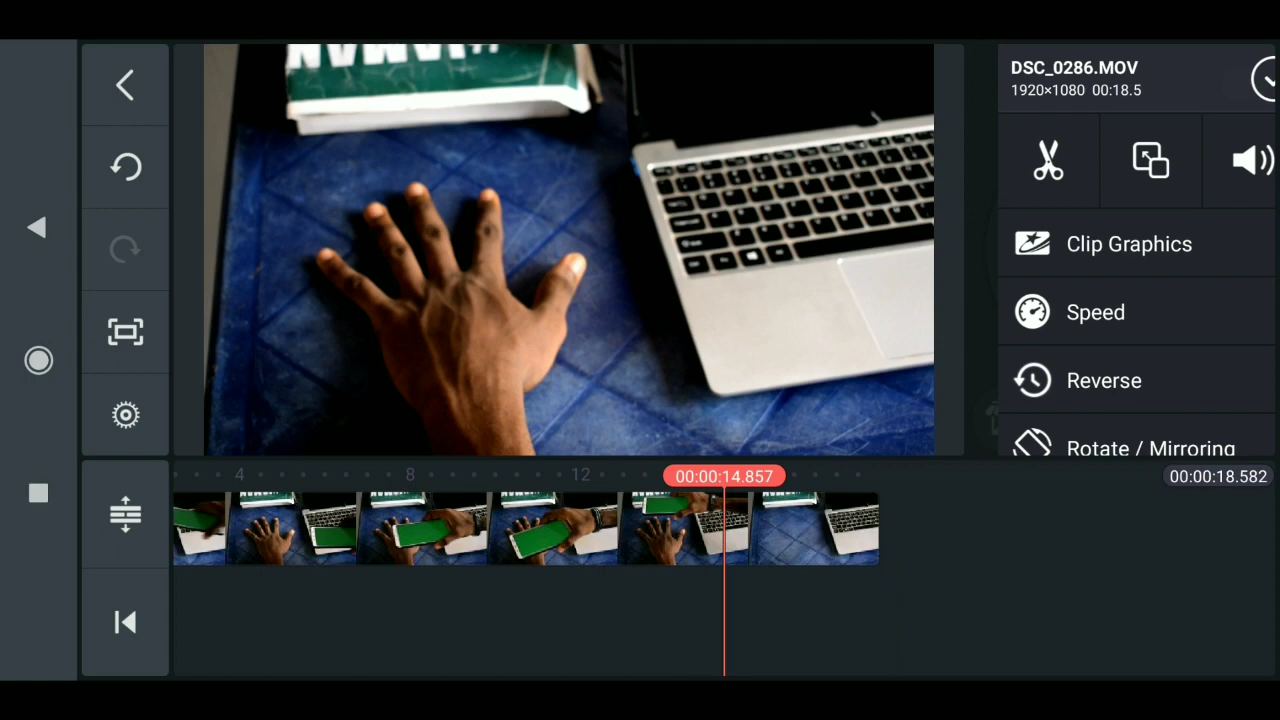 DSC_0286.MOV
1920×1080 00:18.5
Clip Graphics
Speed
Reverse
Rotate / Mirroring
4 8 12 00:00:14.857 00:00:18.582